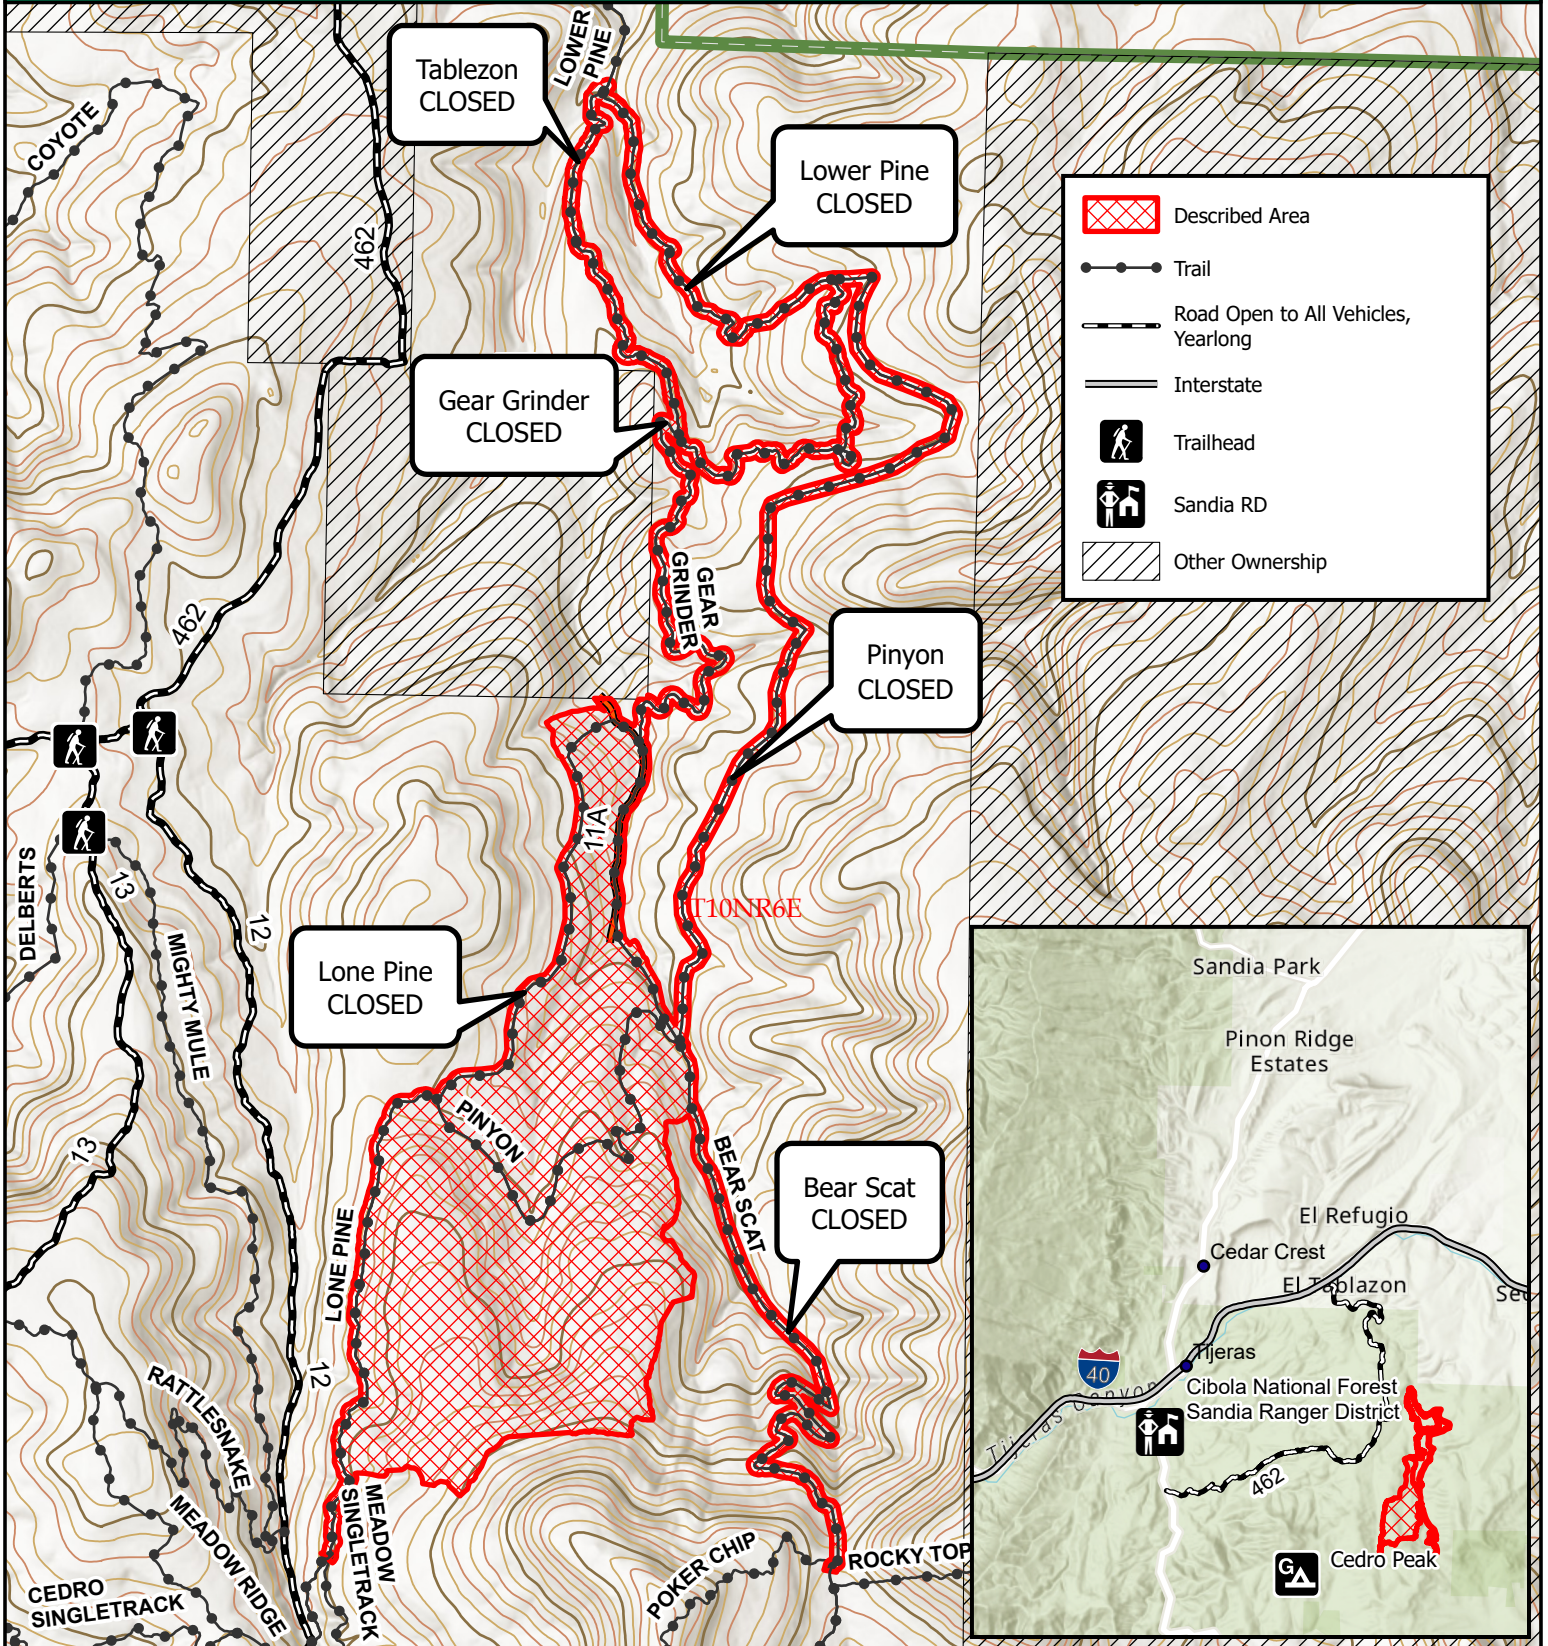 LOWER
PINE
Tablezon
CLOSED
COYOTE
Lower Pine
CLOSED
462
Described Area
Trail
Road Open to All Vehicles,
Yearlong
Interstate
Trailhead
Sandia RD
Other Ownership
Gear Grinder
CLOSED
GEAR
GRINDER
462
Pinyon
CLOSED
11A
DELBERTS
13
12
T10NR6E
MIGHTY MULE
Lone Pine
CLOSED
PINYON
13
BEAR SCAT
Bear Scat
CLOSED
LONE PINE
12
RATTLESNAKE
MEADOW RIDGE
MEADOW
SINGLETRACK
CEDRO
SINGLETRACK
POKER CHIP
ROCKY TOP
Sandia Park
Pinon Ridge
Estates
El Refugio
Cedar Crest
El Tablazon
Sed
Tijeras
40
Tijeras Canyon
Cibola National Forest
Sandia Ranger District
462
Cedro Peak
G